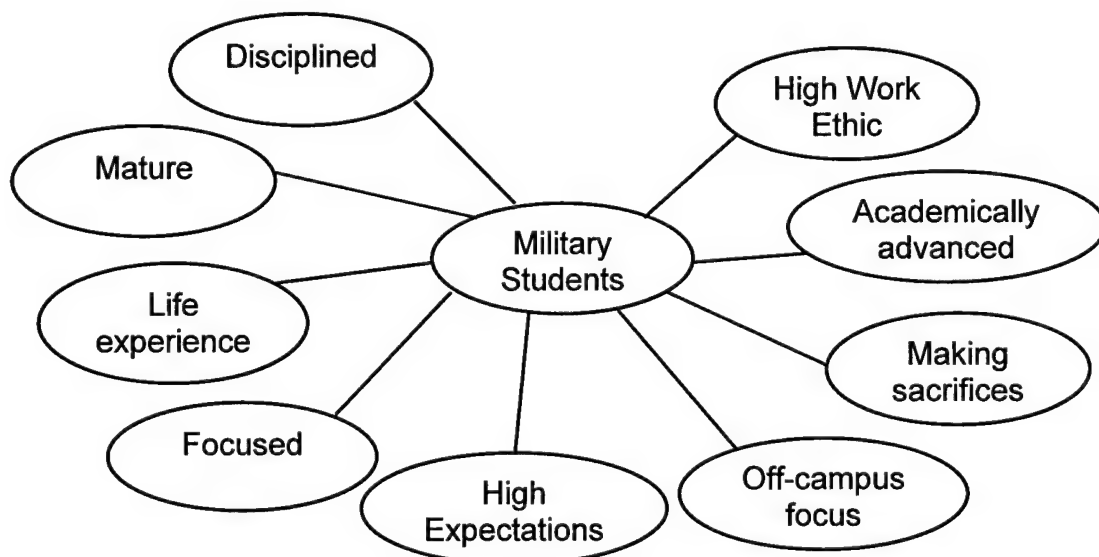 Disciplined
High Work
Ethic
Mature
Academically
advanced
Military
Students
Life
experience
Making
sacrifices
Focused
High
Expectations
Off-campus
focus